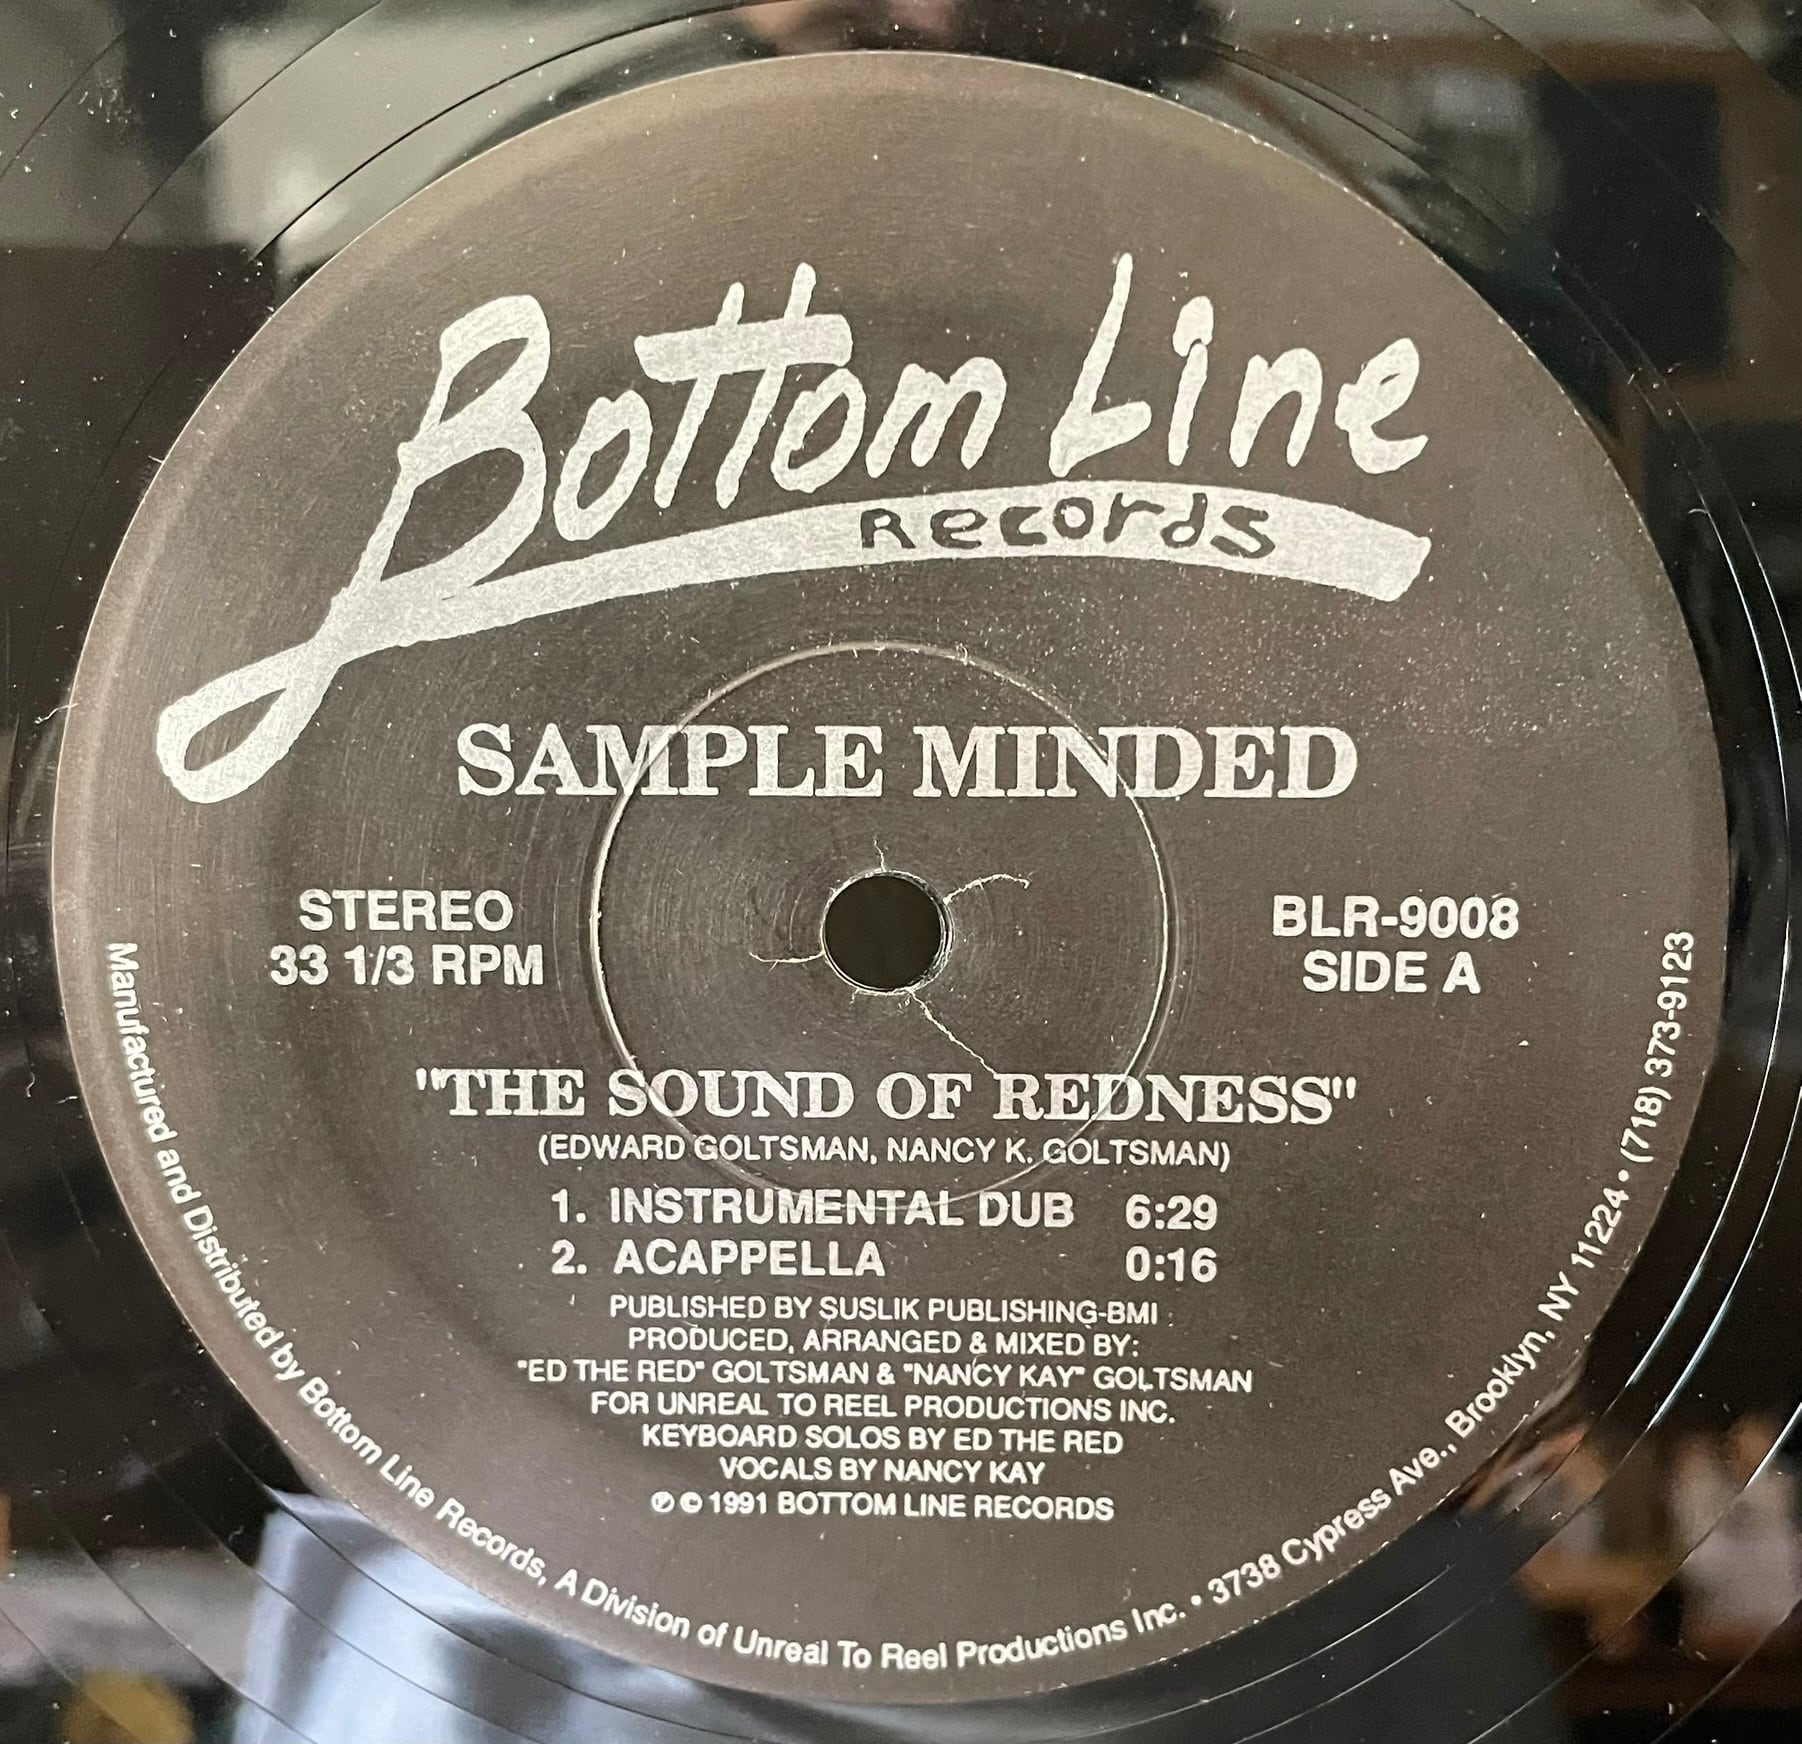 Bottom Line
Records
SAMPLE MINDED
STEREO
33 1/3 RPM
BLR-9008
SIDE A
"THE SOUND OF REDNESS"
(EDWARD GOLTSMAN, NANCY K. GOLTSMAN)
1. INSTRUMENTAL DUB 6:29
2. ACAPPELLA 0:16
PUBLISHED BY SUSLIK PUBLISHING-BMI
PRODUCED, ARRANGED & MIXED BY:
"ED THE RED" GOLTSMAN & "NANCY KAY" GOLTSMAN
FOR UNREAL TO REEL PRODUCTIONS INC.
KEYBOARD SOLOS BY ED THE RED
VOCALS BY NANCY KAY
℗ © 1991 BOTTOM LINE RECORDS
Manufactured and Distributed by Bottom Line Records, A Division of Unreal To Reel Productions Inc. • 3738 Cypress Ave., Brooklyn, NY 11224 • (718) 373-9123